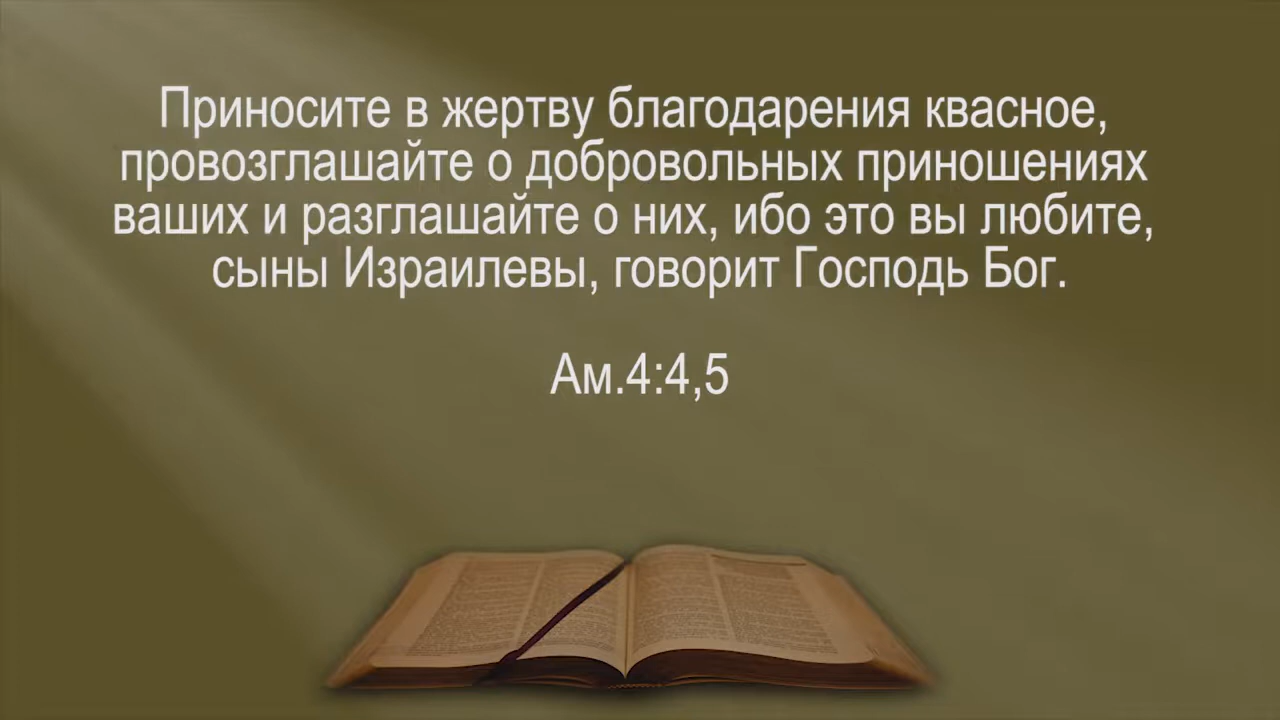 Приносите в жертву благодарения квасное,
провозглашайте о добровольных приношениях
ваших и разглашайте о них, ибо это вы любите,
сыны Израилевы, говорит Господь Бог.
Ам.4:4,5